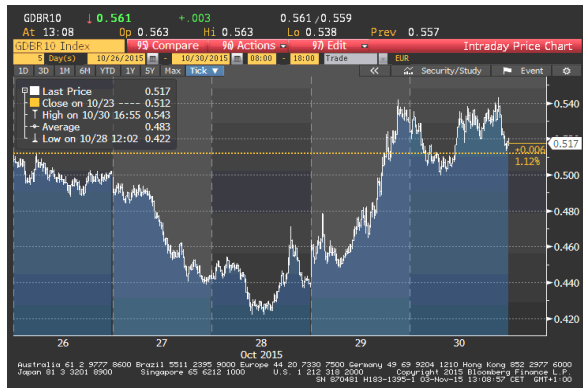 GDBR10 ↓ 0.561 +.003 0.561 /0.559
At 13:08 Op 0.563 Hi 0.563 Lo 0.538 Prev 0.557
GDBR10 Index 95) Compare 96) Actions 97) Edit Intraday Price Chart
5 Day(s) 10/26/2015 - 10/30/2015 08:00 - 18:00 Trade EUR
1D 3D 1M 6M YTD 1Y 5Y Max Tick ▼ « Security/Study Event
Last Price 0.517
Close on 10/23 ---- 0.512
High on 10/30 16:55 0.543
Average 0.483
Low on 10/28 12:02 0.422
0.540
0.517
+0.006
1.12%
0.500
0.480
0.460
0.440
0.420
26 27 28 29 30
Oct 2015
Australia 61 2 9777 8600 Brazil 5511 2395 9000 Europe 44 20 7330 7500 Germany 49 69 9204 1210 Hong Kong 852 2977 6000
Japan 81 3 3201 8900 Singapore 65 6212 1000 U.S. 1 212 318 2000 Copyright 2015 Bloomberg Finance L.P.
SN 870481 H183-1395-1 03-Nov-15 13:08:57 CET GMT+1:00